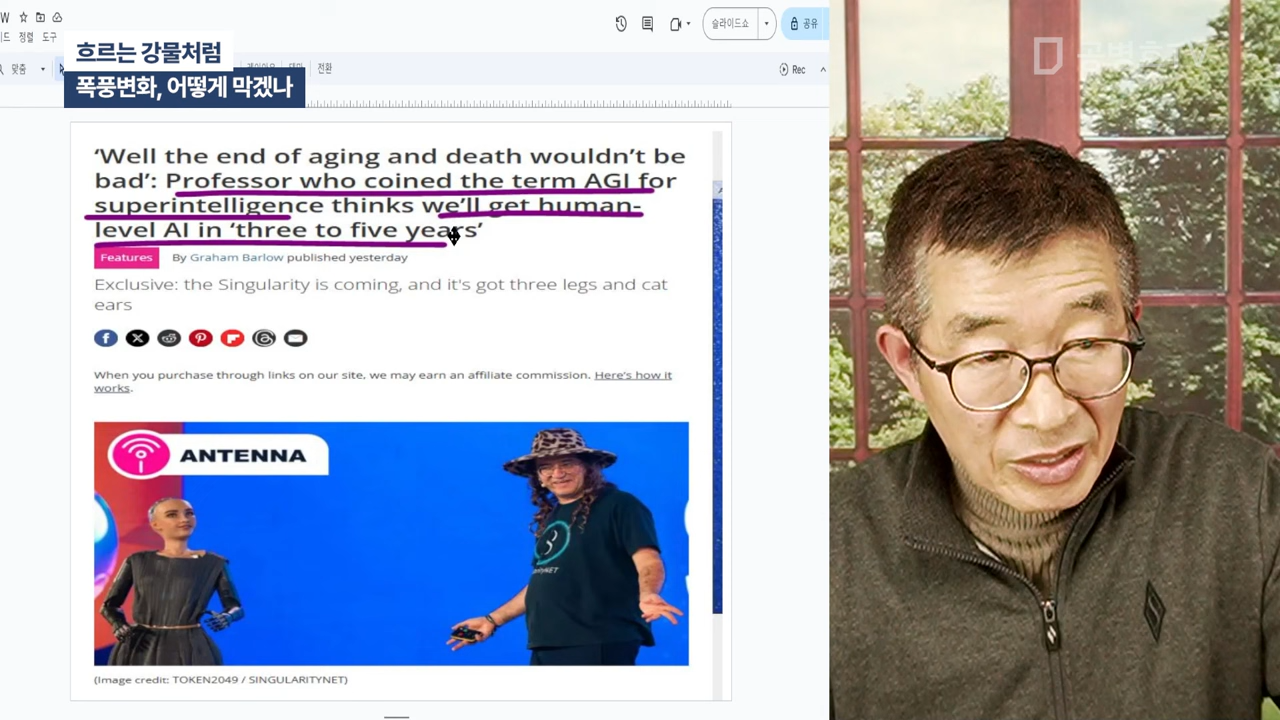 W
드 정렬 도구
슬라이드쇼
공유
흐르는 강물처럼
폭풍변화, 어떻게 막겠나
맞춤
전환
Rec
‘Well the end of aging and death wouldn’t be
bad’: Professor who coined the term AGI for
superintelligence thinks we’ll get human-
level AI in ‘three to five years’
Features
By Graham Barlow published yesterday
Exclusive: the Singularity is coming, and it's got three legs and cat
ears
When you purchase through links on our site, we may earn an affiliate commission. Here’s how it
works.
ANTENNA
(Image credit: TOKEN2049 / SINGULARITYNET)